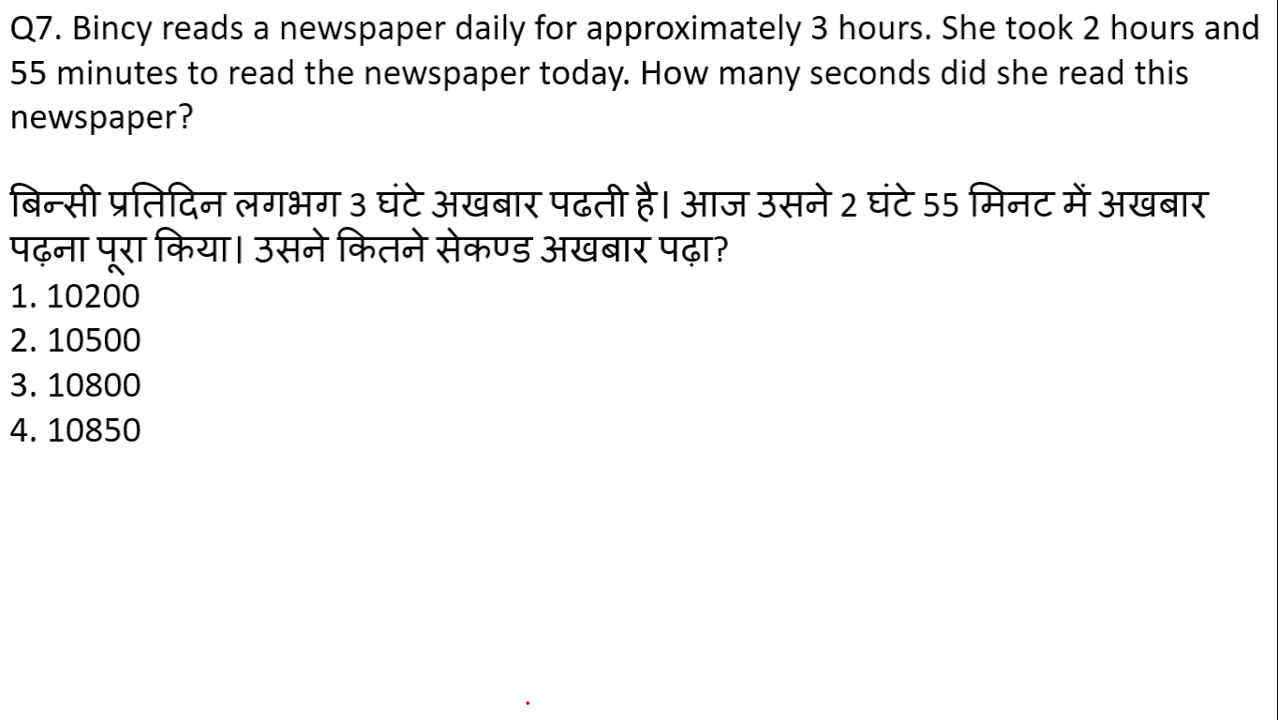 Q7. Bincy reads a newspaper daily for approximately 3 hours. She took 2 hours and
55 minutes to read the newspaper today. How many seconds did she read this
newspaper?
बिन्सी प्रतिदिन लगभग 3 घंटे अखबार पढती है। आज उसने 2 घंटे 55 मिनट में अखबार
पढ़ना पूरा किया। उसने कितने सेकण्ड अखबार पढ़ा?
1. 10200
2. 10500
3. 10800
4. 10850